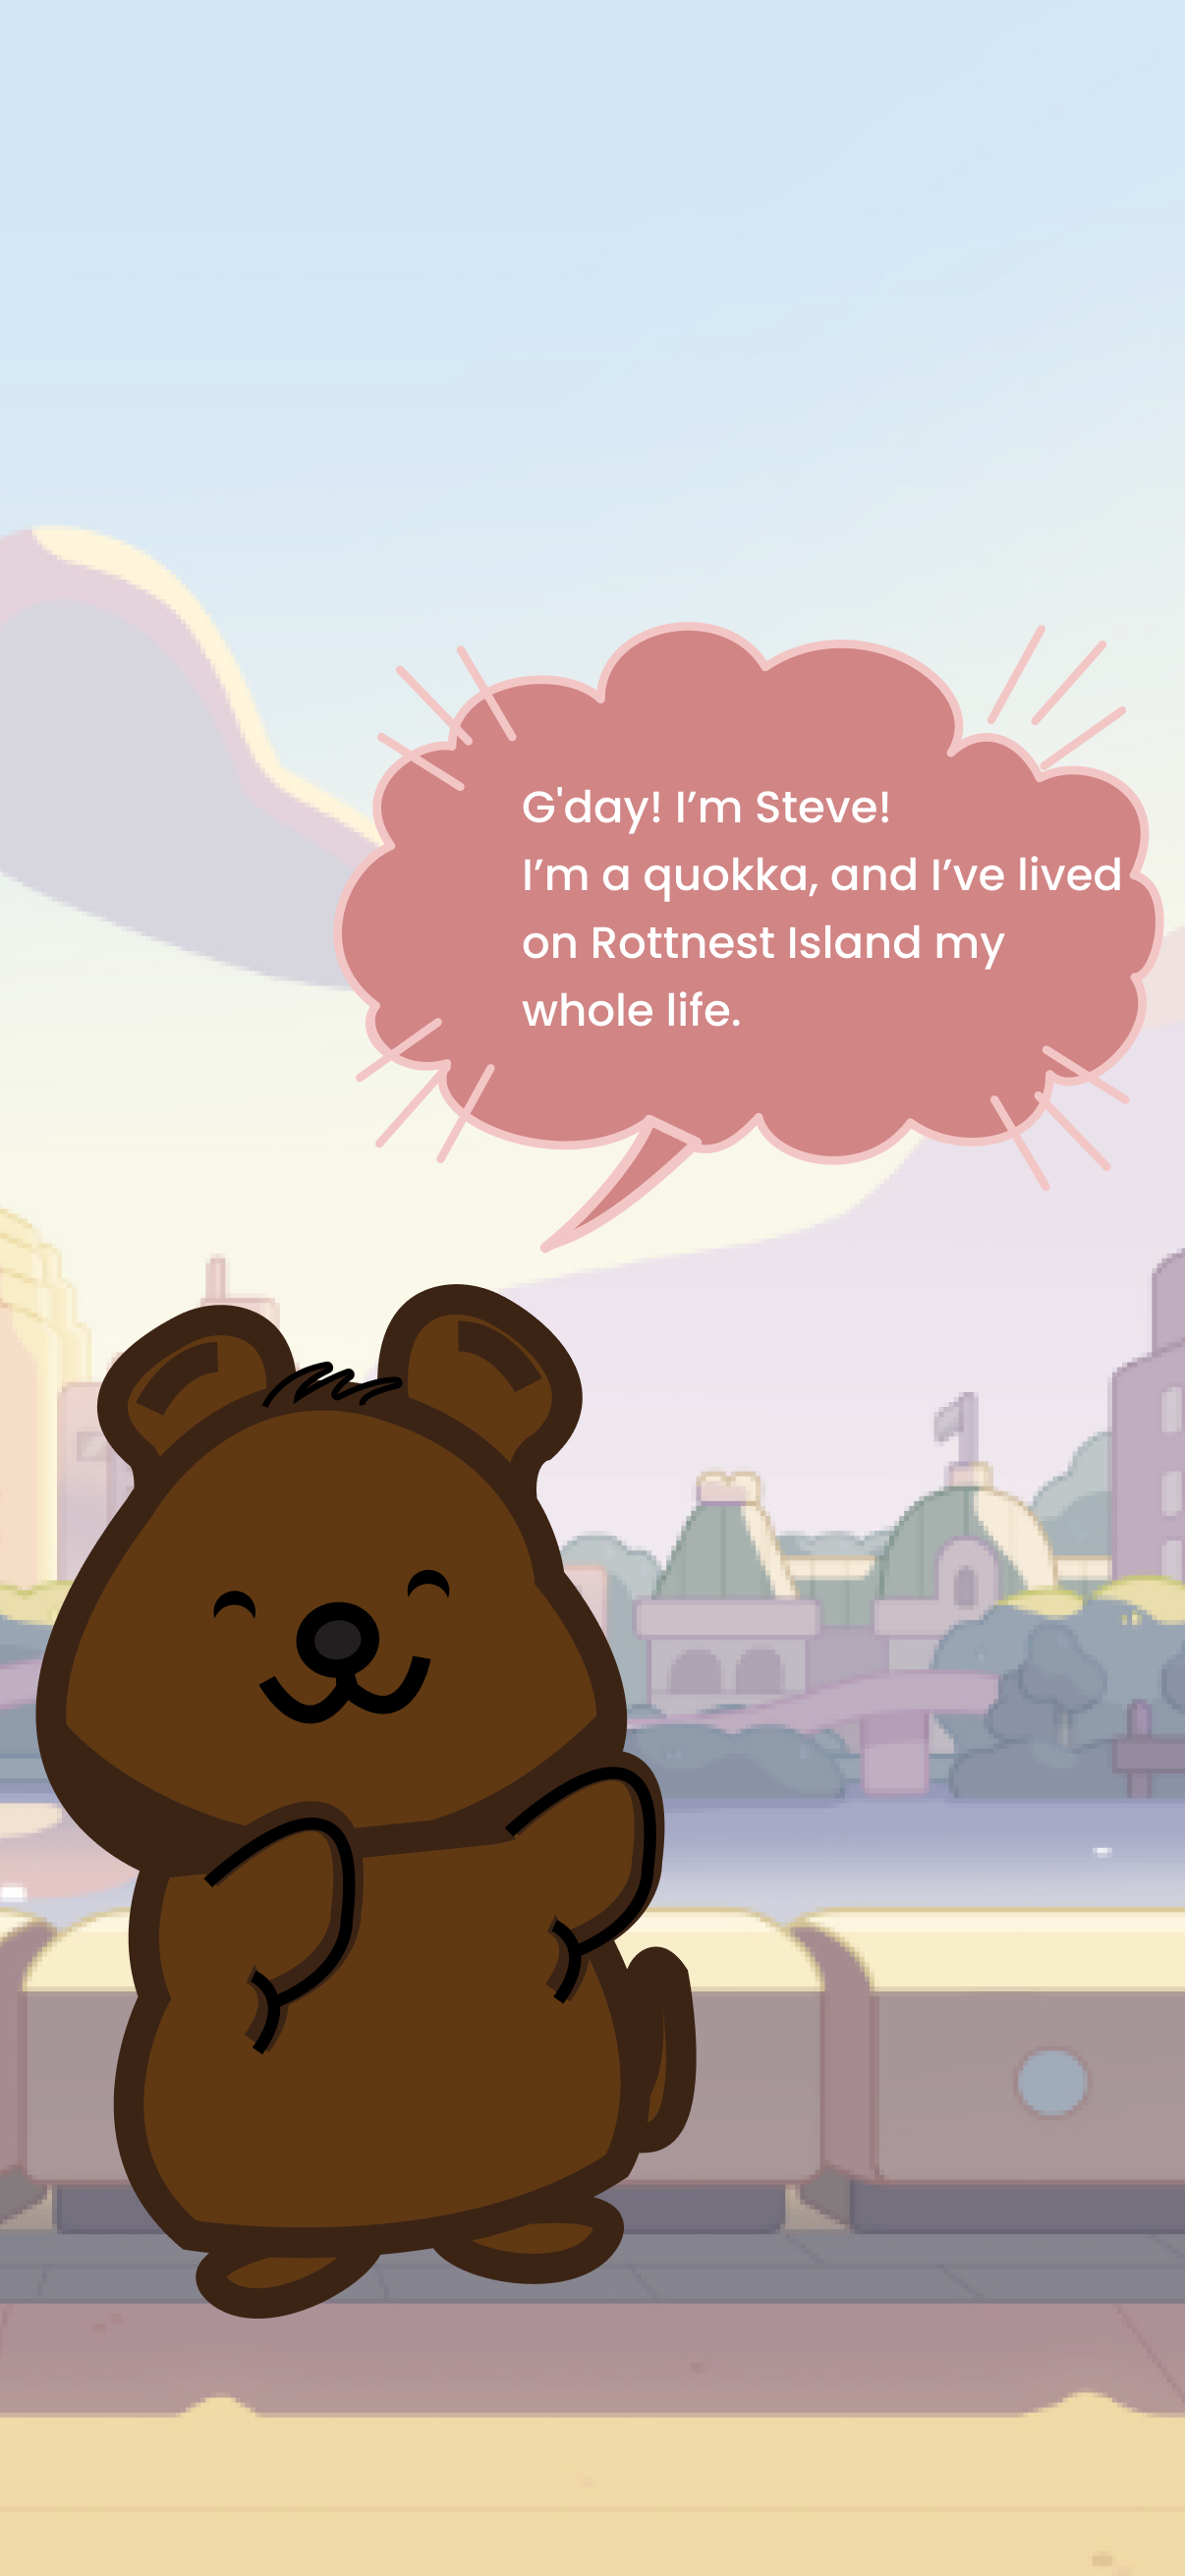 G'day! I’m Steve!
I’m a quokka, and I’ve lived
on Rottnest Island my
whole life.